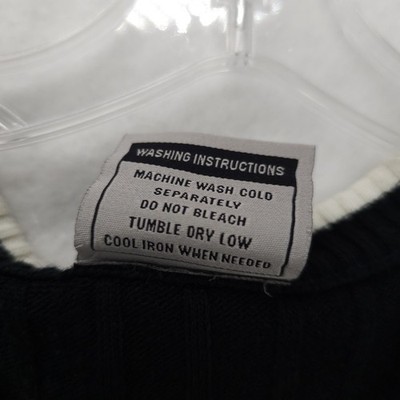 WASHING INSTRUCTIONS
MACHINE WASH COLD
SEPARATELY
DO NOT BLEACH
TUMBLE DRY LOW
COOL IRON WHEN NEEDED